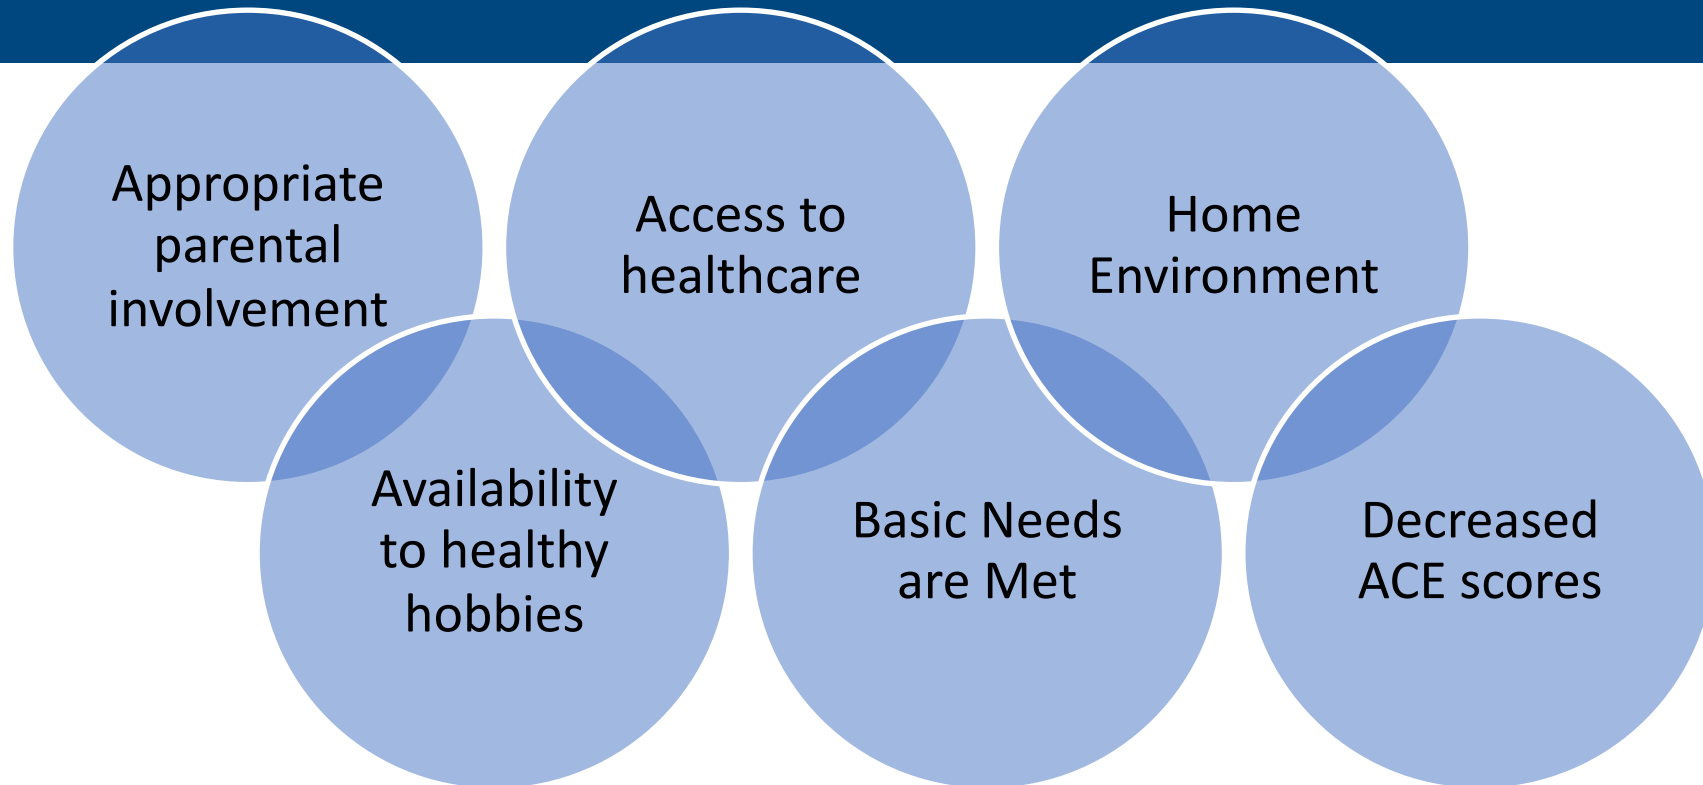 Appropriate
parental
involvement
Availability
to healthy
hobbies
Access to
healthcare
Basic Needs
are Met
Home
Environment
Decreased
ACE scores